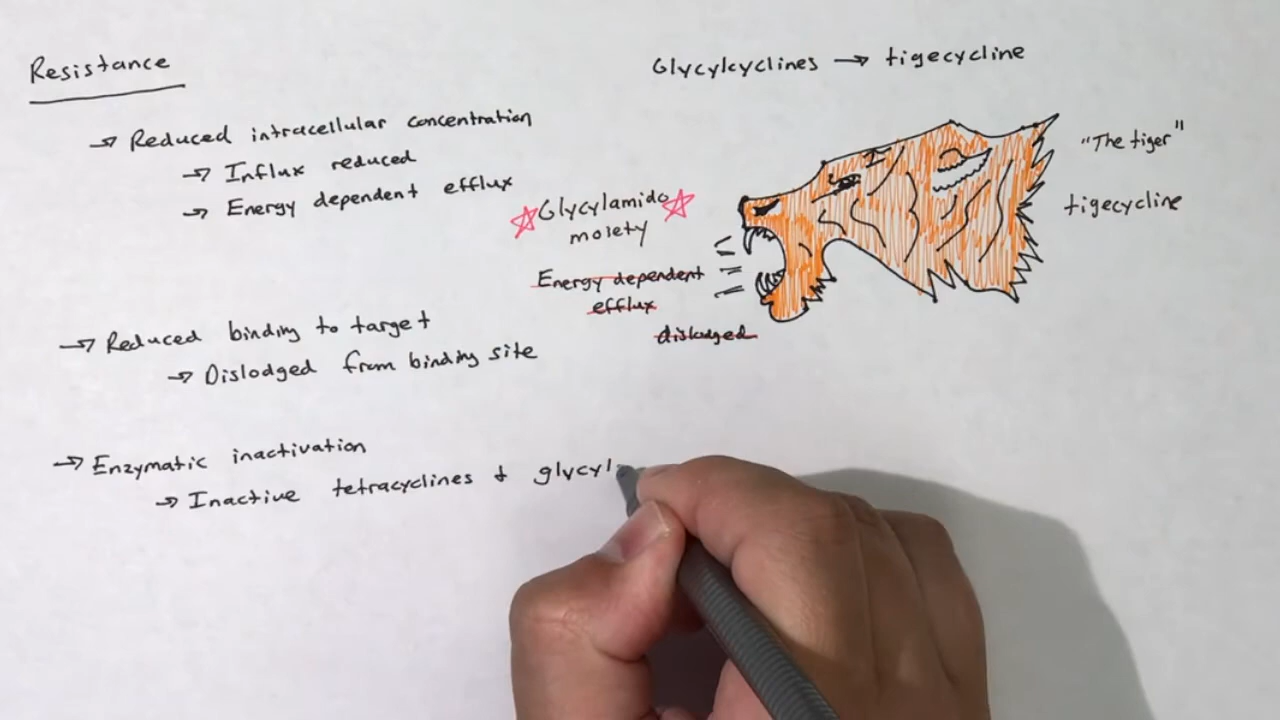 Resistance
→ Reduced intracellular concentration
→ Influx reduced
→ Energy dependent efflux
→ Reduced binding to target
→ Dislodged from binding site
→ Enzymatic inactivation
→ Inactive tetracyclines + glycyl
Glycylcyclines → tigecycline
"The tiger"
tigecycline
☆Glycylamido☆
moiety
Energy dependent
efflux
dislodged